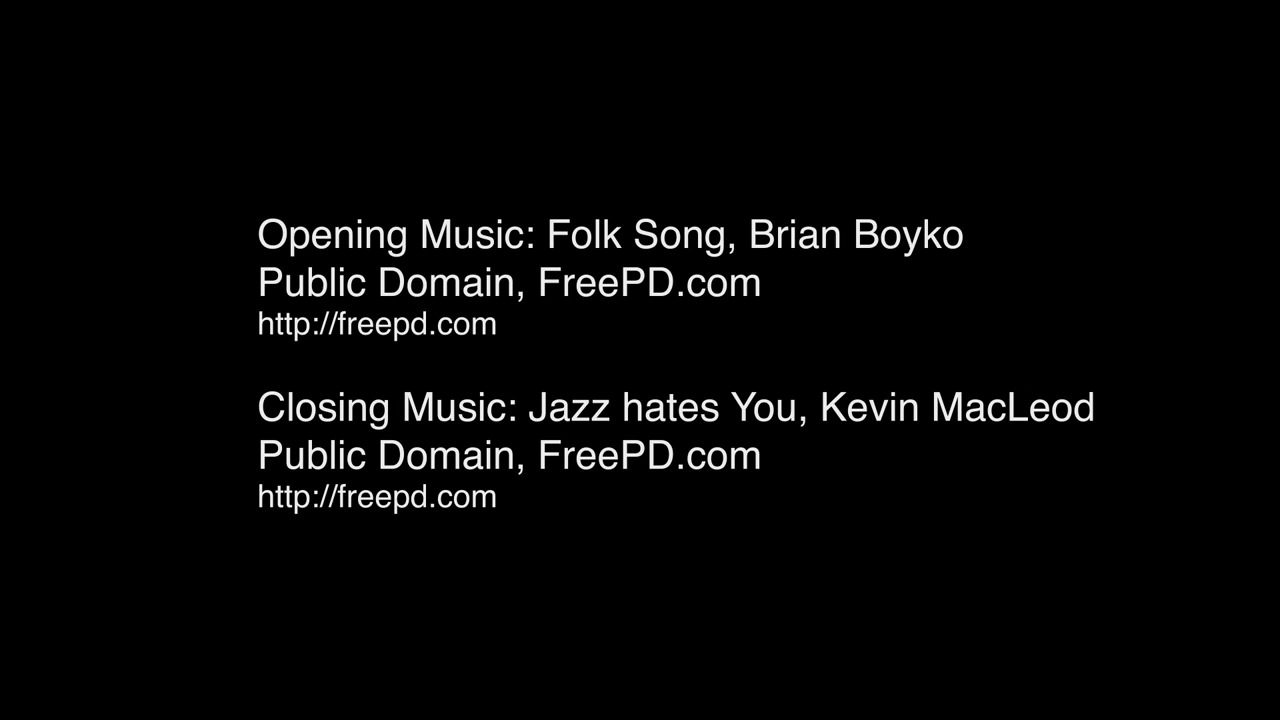 Opening Music: Folk Song, Brian Boyko
Public Domain, FreePD.com
http://freepd.com
Closing Music: Jazz hates You, Kevin MacLeod
Public Domain, FreePD.com
http://freepd.com